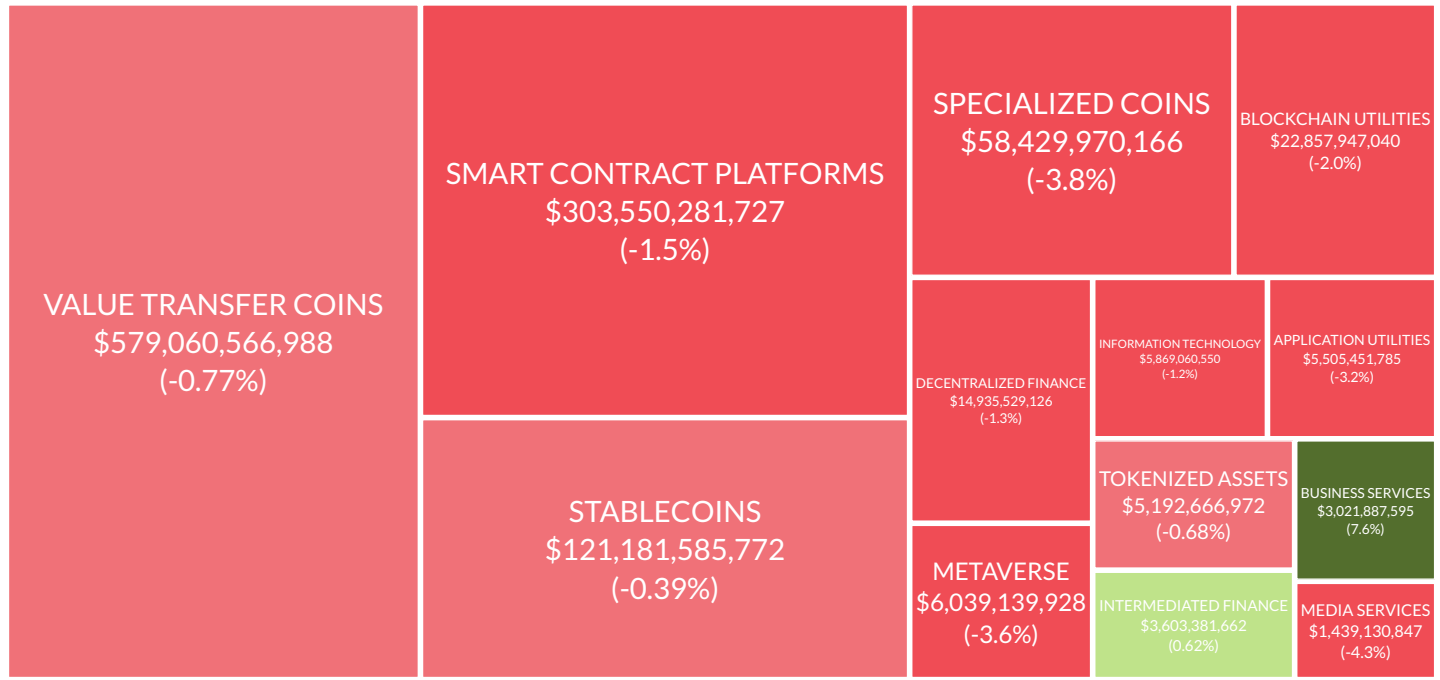 VALUE TRANSFER COINS
$579,060,566,988
(-0.77%)
SMART CONTRACT PLATFORMS
$303,550,281,727
(-1.5%)
STABLECOINS
$121,181,585,772
(-0.39%)
SPECIALIZED COINS
$58,429,970,166
(-3.8%)
BLOCKCHAIN UTILITIES
$22,857,947,040
(-2.0%)
DECENTRALIZED FINANCE
$14,935,529,126
(-1.3%)
METAVERSE
$6,039,139,928
(-3.6%)
INFORMATION TECHNOLOGY
$5,869,060,550
(-1.2%)
APPLICATION UTILITIES
$5,505,451,785
(-3.2%)
TOKENIZED ASSETS
$5,192,666,972
(-0.68%)
INTERMEDIATED FINANCE
$3,603,381,662
(0.62%)
BUSINESS SERVICES
$3,021,887,595
(7.6%)
MEDIA SERVICES
$1,439,130,847
(-4.3%)